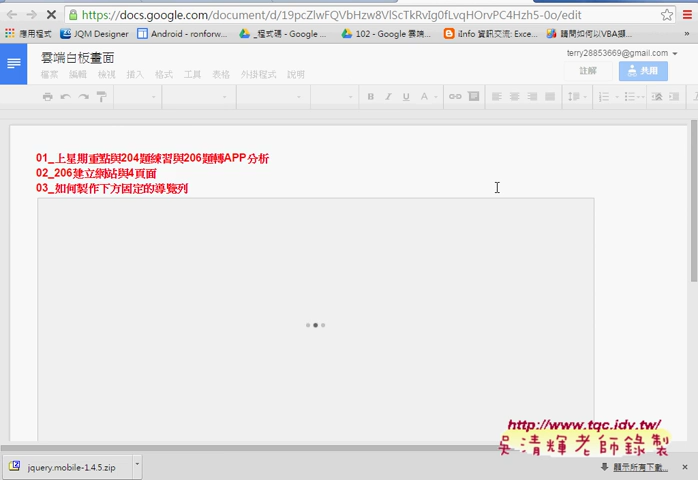 https://docs.google.com/document/d/19pcZlwFQVbHzw8VlScTkRvIg0fLvqHOrvPC4Hzh5-0o/edit
應用程式 JQM Designer Android - ronforw... _程式碼 - Google ... 102 - Google 雲端... iInfo 資訊交流: Exce... 請問如何以VBA擷... »
雲端白板畫面
terry28853669@gmail.com
檔案 編輯 檢視 插入 格式 工具 表格 外掛程式 說明
註解 共用
B I U A
01_上星期重點與204題練習與206題轉APP分析
02_206建立網站與4頁面
03_如何製作下方固定的導覽列
http://www.tqc.idv.tw/
吳清輝老師錄製
jquery.mobile-1.4.5.zip
顯示所有下載...